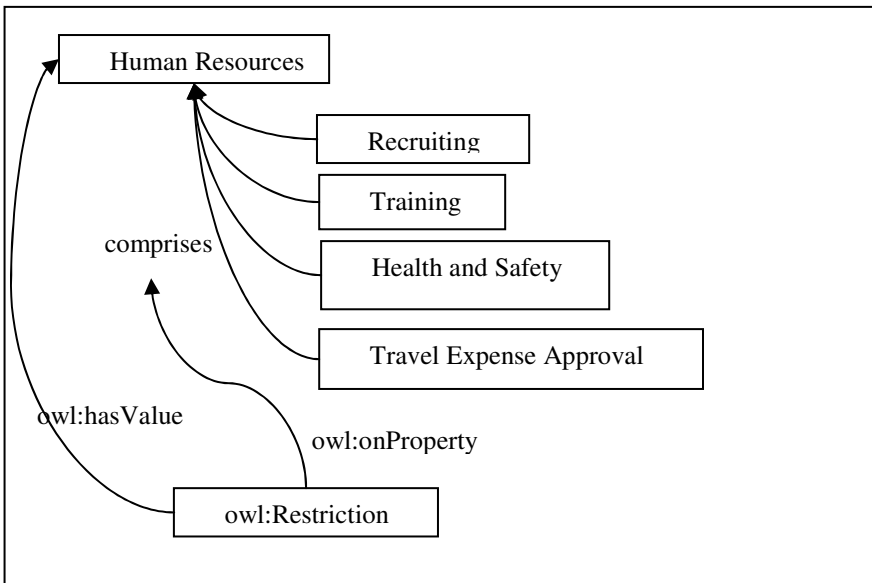 Human Resources
Recruiting
Training
comprises
Health and Safety
Travel Expense Approval
owl:hasValue
owl:onProperty
owl:Restriction